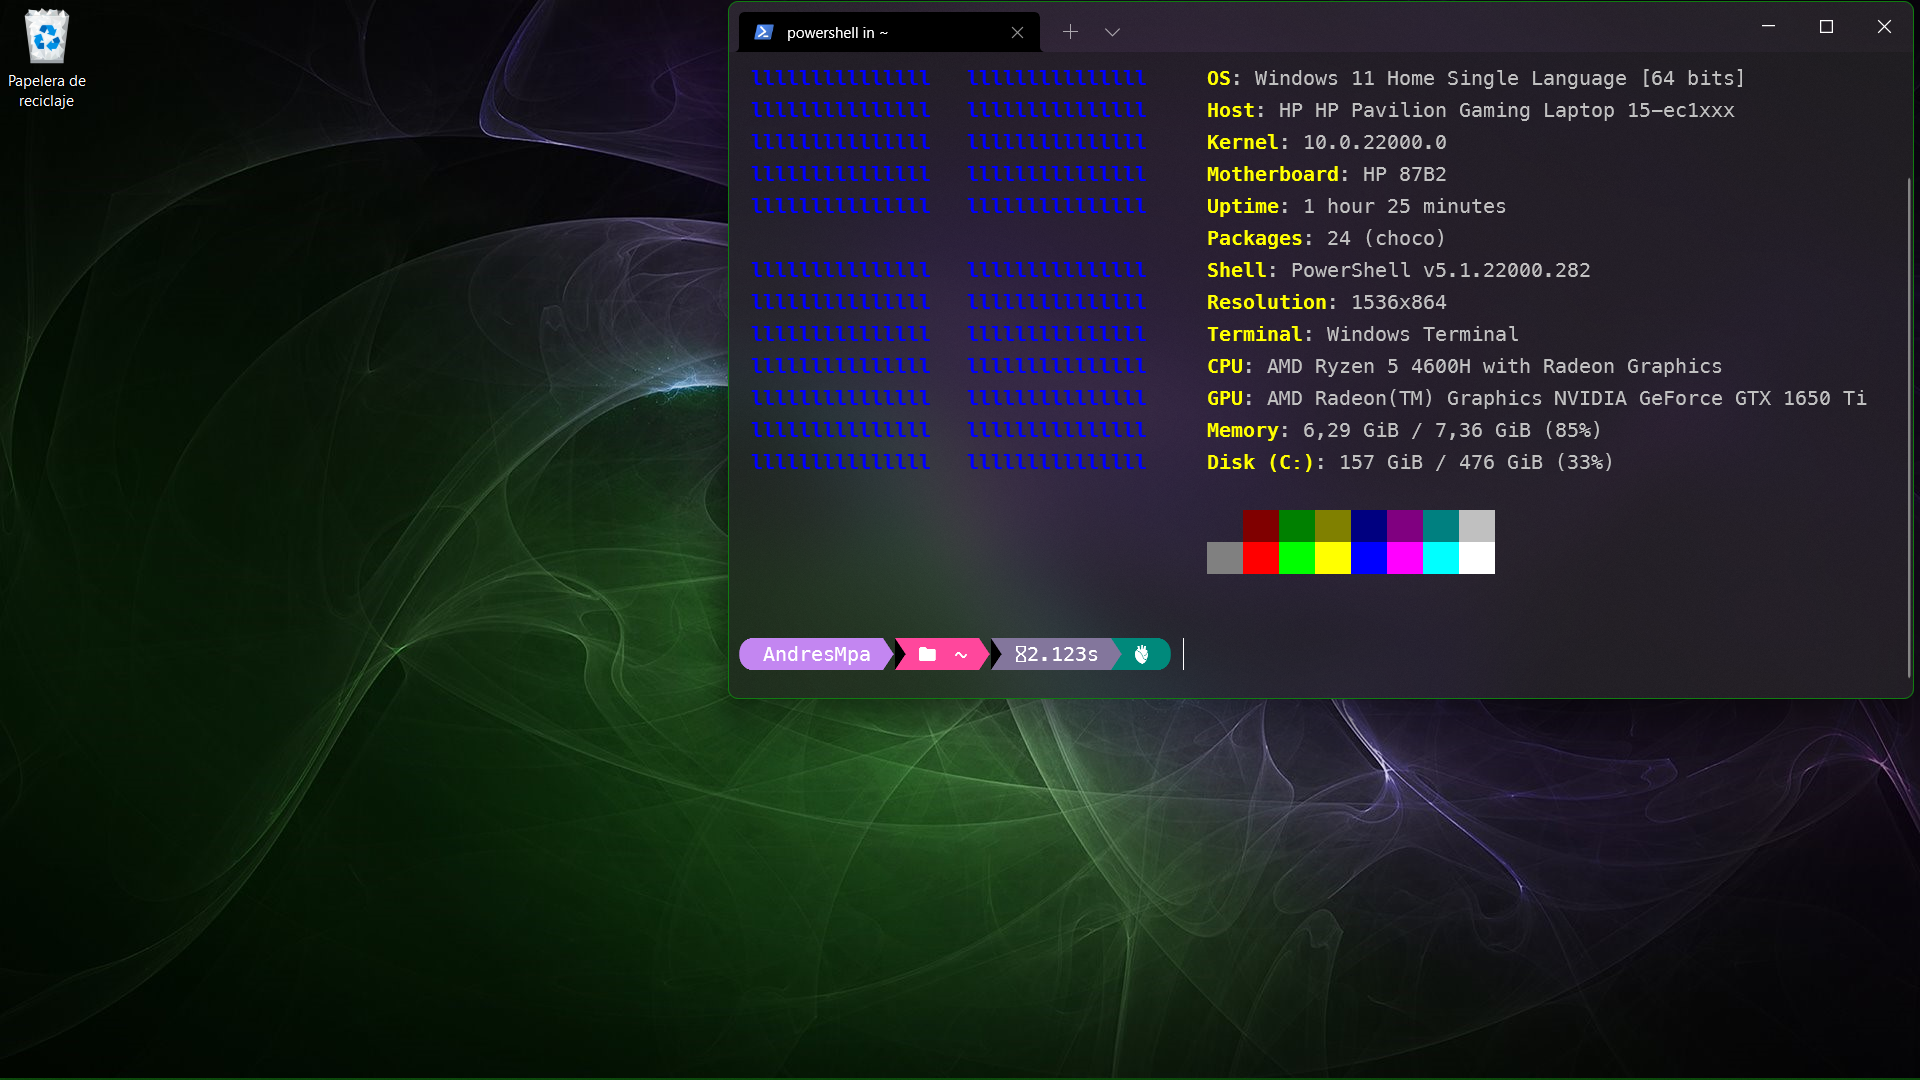 Papelera de
reciclaje
powershell in ~
lllllllllllllll   lllllllllllllll   OS: Windows 11 Home Single Language [64 bits]
lllllllllllllll   lllllllllllllll   Host: HP HP Pavilion Gaming Laptop 15-ec1xxx
lllllllllllllll   lllllllllllllll   Kernel: 10.0.22000.0
lllllllllllllll   lllllllllllllll   Motherboard: HP 87B2
lllllllllllllll   lllllllllllllll   Uptime: 1 hour 25 minutes
Packages: 24 (choco)
lllllllllllllll   lllllllllllllll   Shell: PowerShell v5.1.22000.282
lllllllllllllll   lllllllllllllll   Resolution: 1536x864
lllllllllllllll   lllllllllllllll   Terminal: Windows Terminal
lllllllllllllll   lllllllllllllll   CPU: AMD Ryzen 5 4600H with Radeon Graphics
lllllllllllllll   lllllllllllllll   GPU: AMD Radeon(TM) Graphics NVIDIA GeForce GTX 1650 Ti
lllllllllllllll   lllllllllllllll   Memory: 6,29 GiB / 7,36 GiB (85%)
lllllllllllllll   lllllllllllllll   Disk (C:): 157 GiB / 476 GiB (33%)
AndresMpa ~ 2.123s